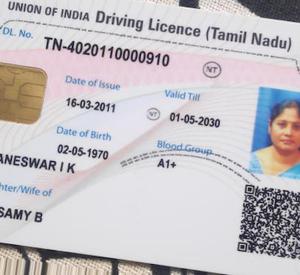 UNION OF INDIA Driving Licence (Tamil Nadu)
DL. No. TN-4020110000910
NT
Date of Issue Valid Till
16-03-2011 NT 01-05-2030
Date of Birth Blood Group
02-05-1970 A1+
ANESWAR I K
hter/Wife of
SAMY B